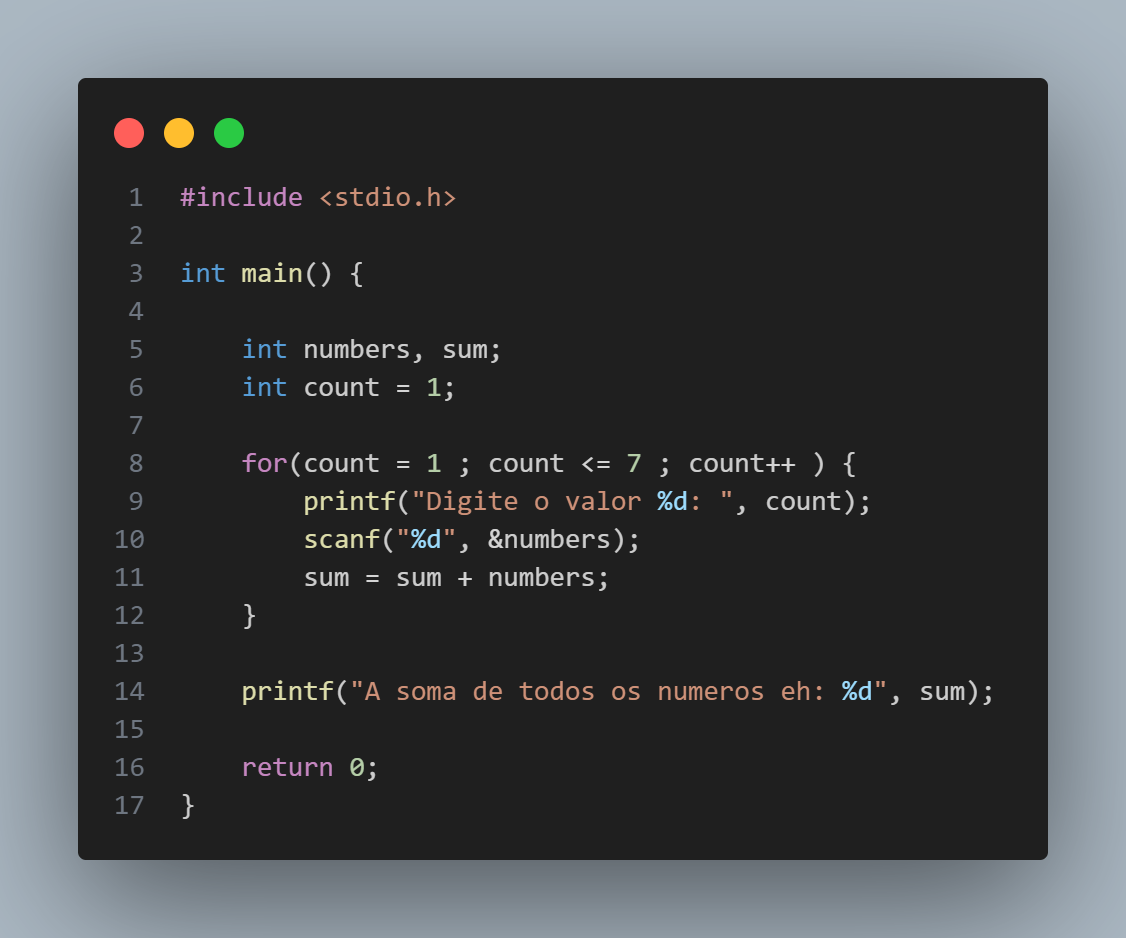 1 #include <stdio.h>
2
3 int main() {
4
5     int numbers, sum;
6     int count = 1;
7
8     for(count = 1 ; count <= 7 ; count++ ) {
9         printf("Digite o valor %d: ", count);
10         scanf("%d", &numbers);
11         sum = sum + numbers;
12     }
13
14     printf("A soma de todos os numeros eh: %d", sum);
15
16     return 0;
17 }